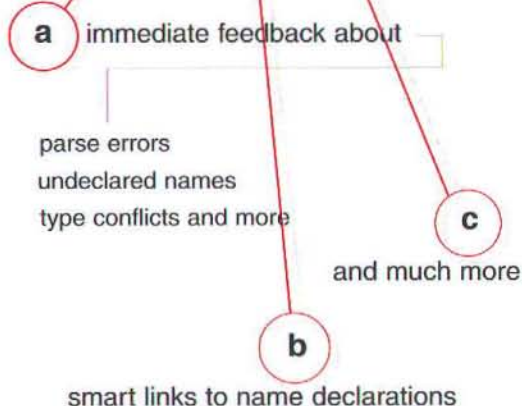 a immediate feedback about
parse errors
undeclared names
type conflicts and more
c
and much more
b
smart links to name declarations